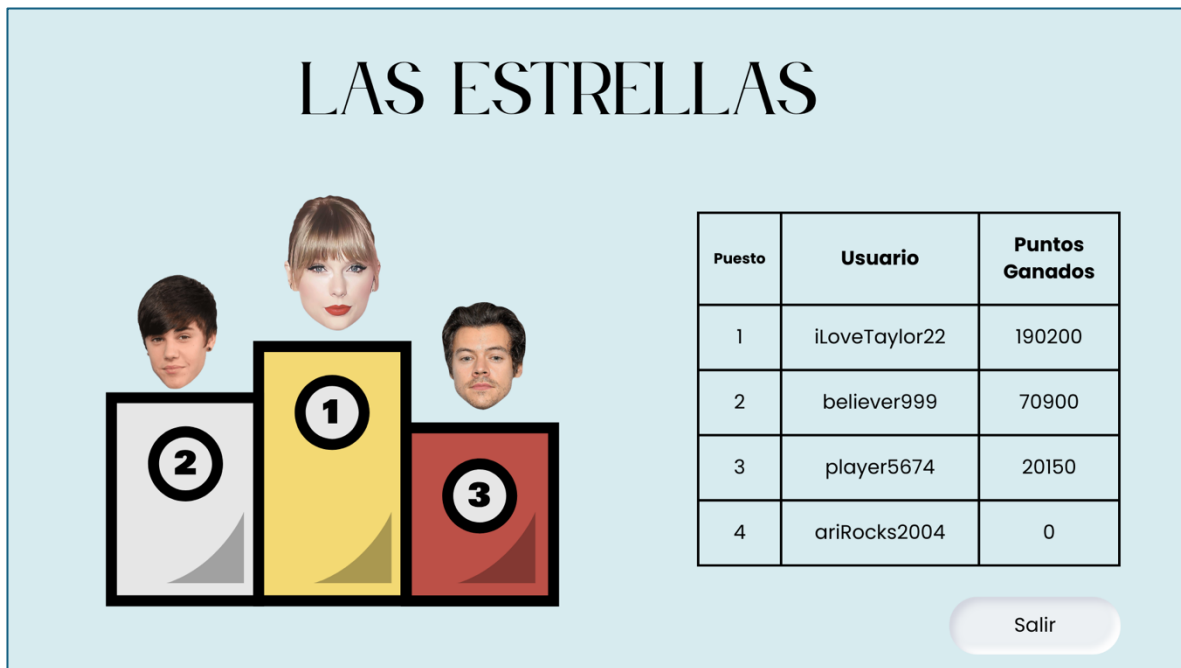 LAS ESTRELLAS
1
2
3
Puesto Usuario Puntos Ganados
1 iLoveTaylor22 190200
2 believer999 70900
3 player5674 20150
4 ariRocks2004 0
Salir